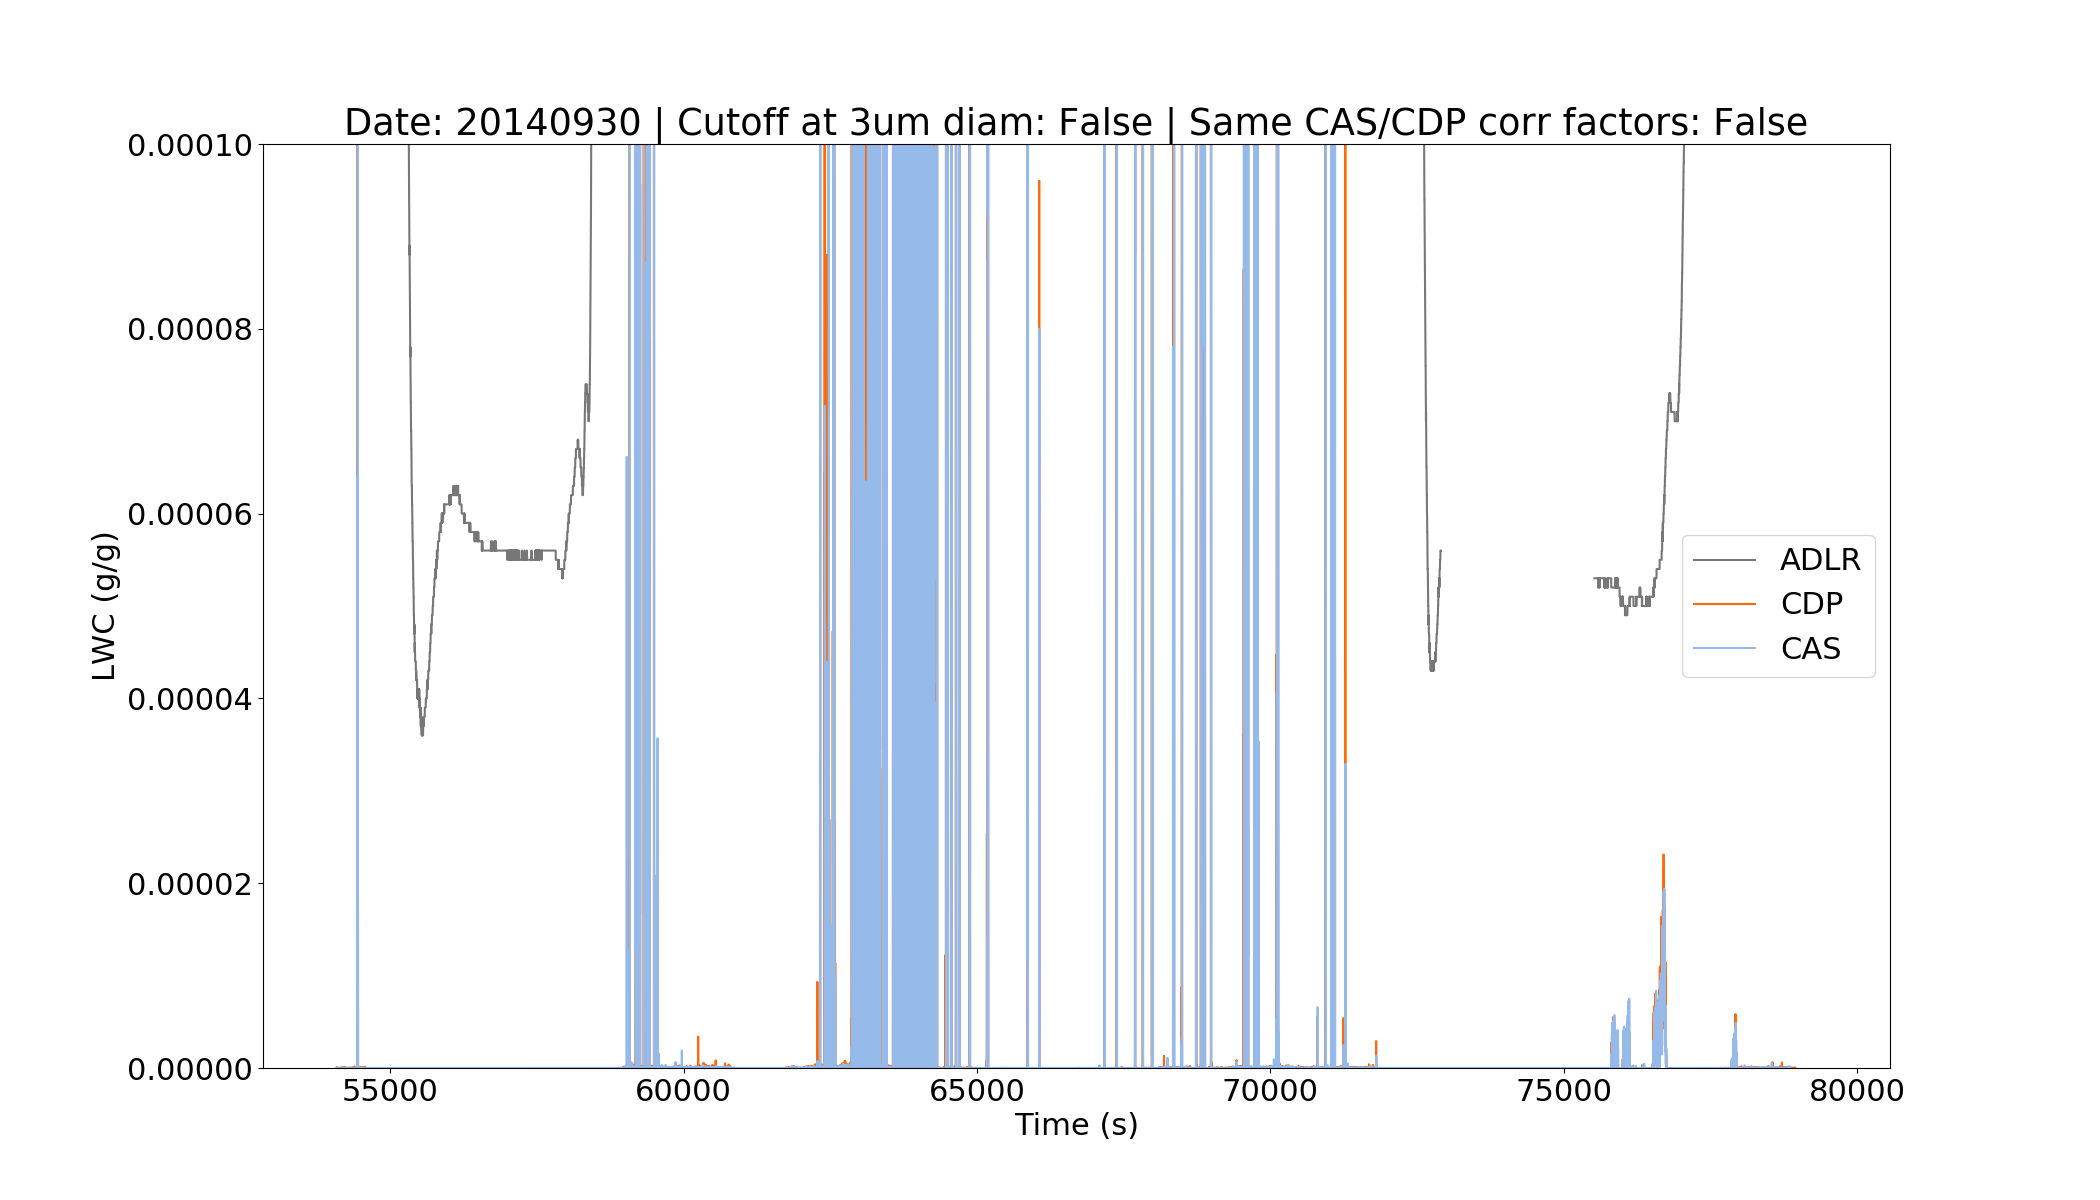 Date: 20140930 | Cutoff at 3um diam: False | Same CAS/CDP corr factors: False
0.00010
0.00008
0.00006
0.00004
0.00002
0.00000
LWC (g/g)
ADLR
CDP
CAS
55000 60000 65000 70000 75000 80000
Time (s)